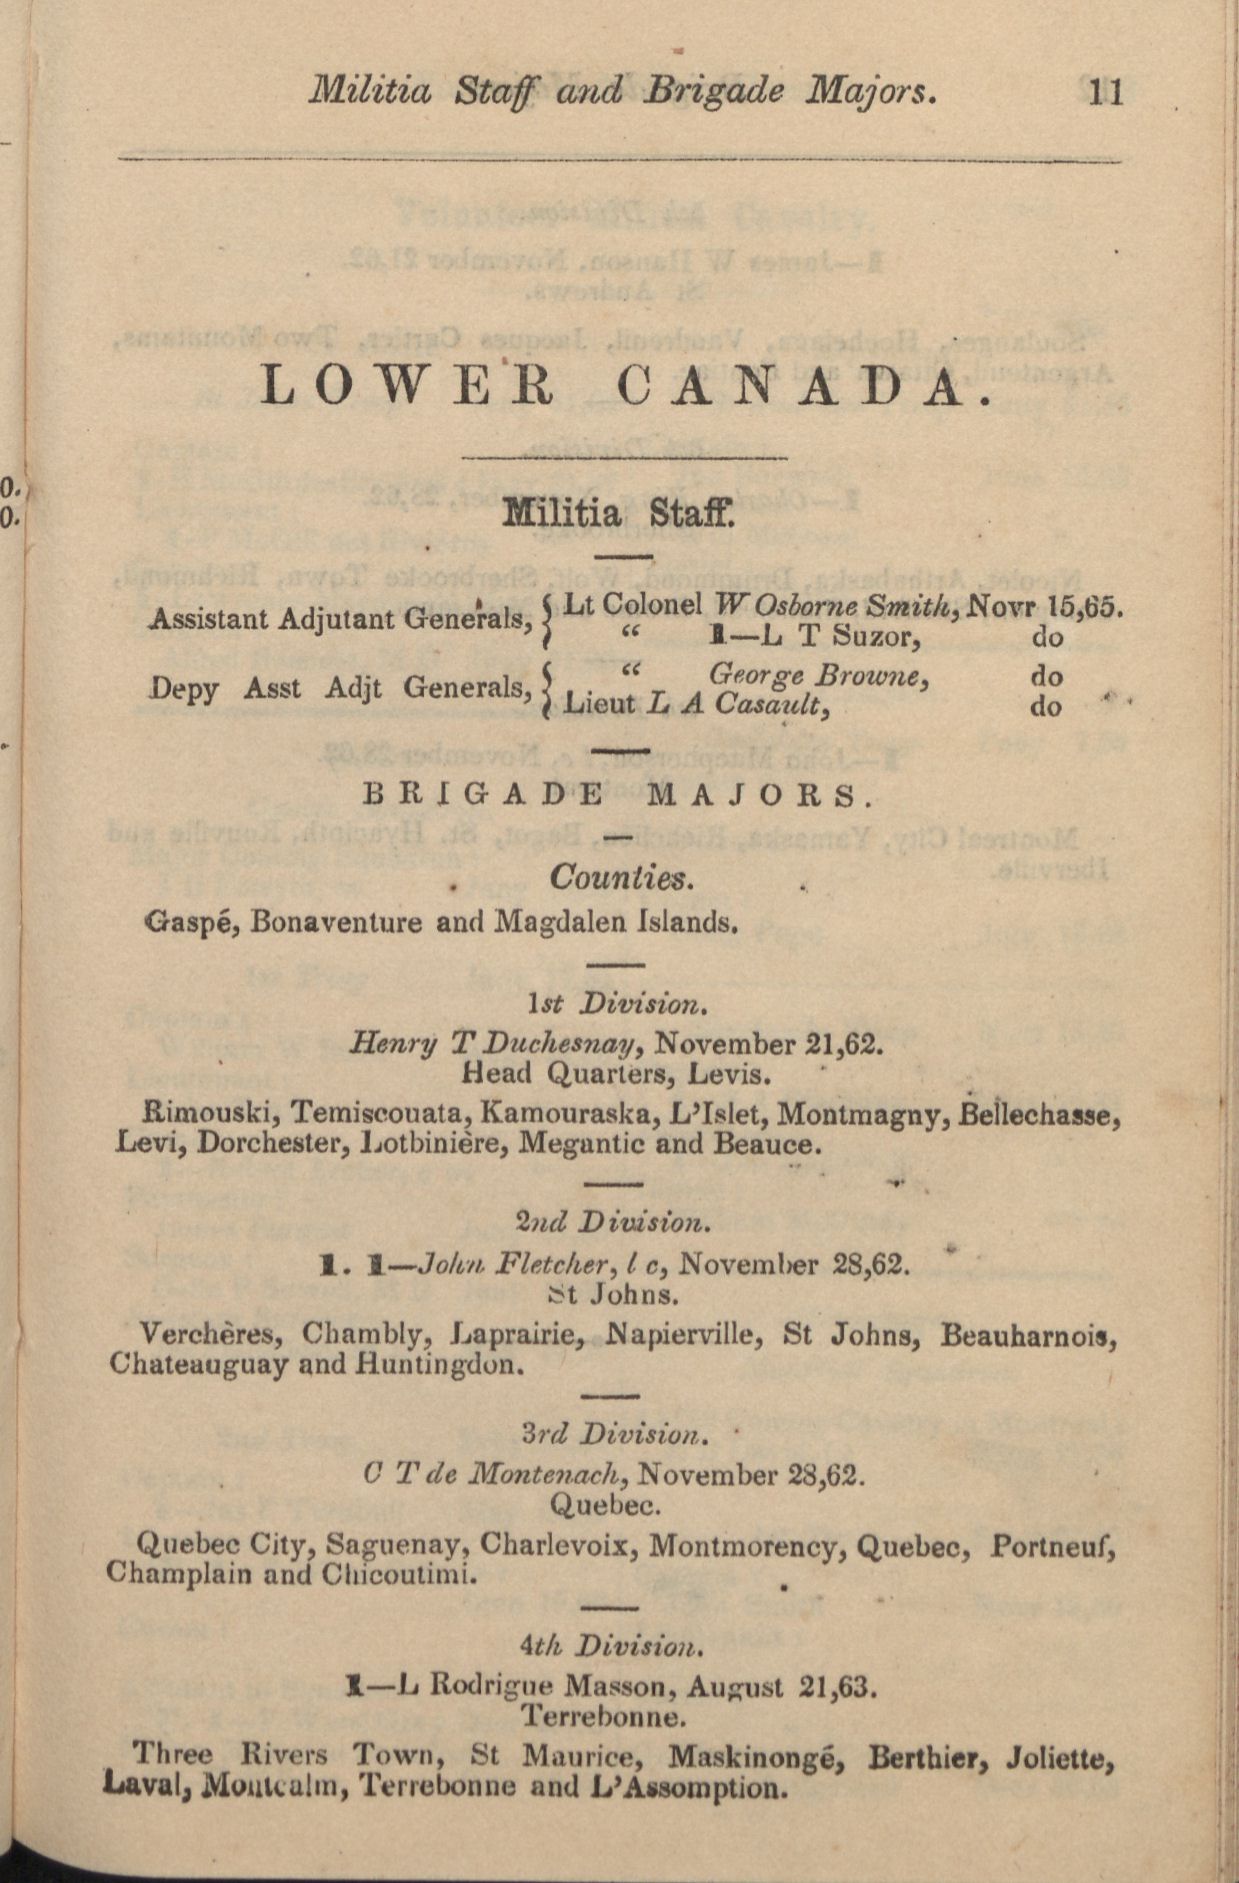 Militia Staff and Brigade Majors. 11
LOWER CANADA.
Militia Staff.
Assistant Adjutant Generals, { Lt Colonel W Osborne Smith, Novr 15,65.
“ 1—L T Suzor, do
Depy Asst Adjt Generals, { “ George Browne, do
Lieut L A Casault, do
BRIGADE MAJORS.
Counties.
Gaspé, Bonaventure and Magdalen Islands.
1st Division.
Henry T Duchesnay, November 21,62.
Head Quarters, Levis.
Rimouski, Temiscouata, Kamouraska, L'Islet, Montmagny, Bellechasse,
Levi, Dorchester, Lotbinière, Megantic and Beauce.
2nd Division.
1. 1—John Fletcher, l c, November 28,62.
St Johns.
Verchères, Chambly, Laprairie, Napierville, St Johns, Beauharnois,
Chateauguay and Huntingdon.
3rd Division.
C T de Montenach, November 28,62.
Quebec.
Quebec City, Saguenay, Charlevoix, Montmorency, Quebec, Portneuf,
Champlain and Chicoutimi.
4th Division.
1—L Rodrigue Masson, August 21,63.
Terrebonne.
Three Rivers Town, St Maurice, Maskinongé, Berthier, Joliette,
Laval, Montcalm, Terrebonne and L'Assomption.